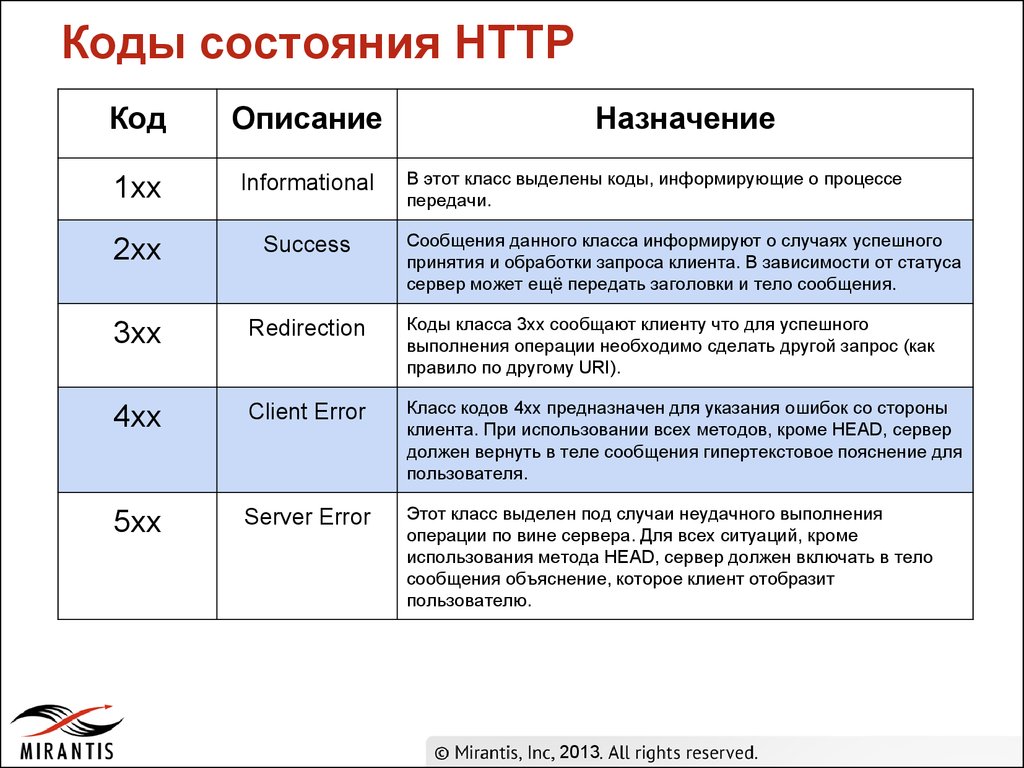 Коды состояния HTTP
Код Описание Назначение
1xx Informational В этот класс выделены коды, информирующие о процессе
передачи.
2xx Success Сообщения данного класса информируют о случаях успешного
принятия и обработки запроса клиента. В зависимости от статуса
сервер может ещё передать заголовки и тело сообщения.
3xx Redirection Коды класса 3xx сообщают клиенту что для успешного
выполнения операции необходимо сделать другой запрос (как
правило по другому URI).
4xx Client Error Класс кодов 4xx предназначен для указания ошибок со стороны
клиента. При использовании всех методов, кроме HEAD, сервер
должен вернуть в теле сообщения гипертекстовое пояснение для
пользователя.
5xx Server Error Этот класс выделен под случаи неудачного выполнения
операции по вине сервера. Для всех ситуаций, кроме
использования метода HEAD, сервер должен включать в тело
сообщения объяснение, которое клиент отобразит
пользователю.
MIRANTIS
© Mirantis, Inc, 2013. All rights reserved.